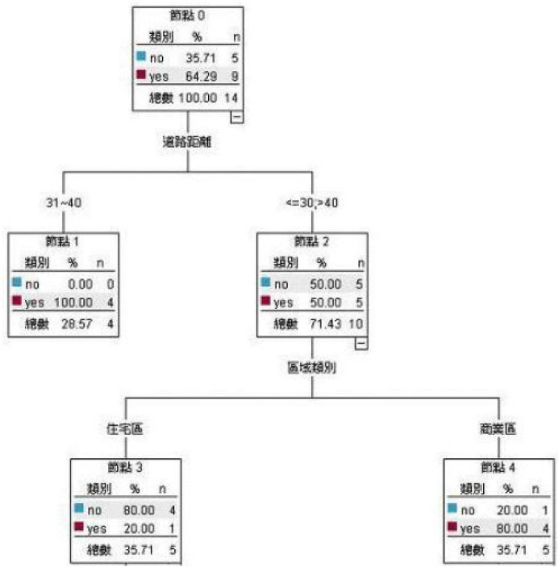 節點 0
類別 % n
no 35.71 5
yes 64.29 9
總數 100.00 14
道路距離
31~40
<=30;>40
節點 1
類別 % n
no 0.00 0
yes 100.00 4
總數 28.57 4
節點 2
類別 % n
no 50.00 5
yes 50.00 5
總數 71.43 10
區域類別
住宅區
商業區
節點 3
類別 % n
no 80.00 4
yes 20.00 1
總數 35.71 5
節點 4
類別 % n
no 20.00 1
yes 80.00 4
總數 35.71 5